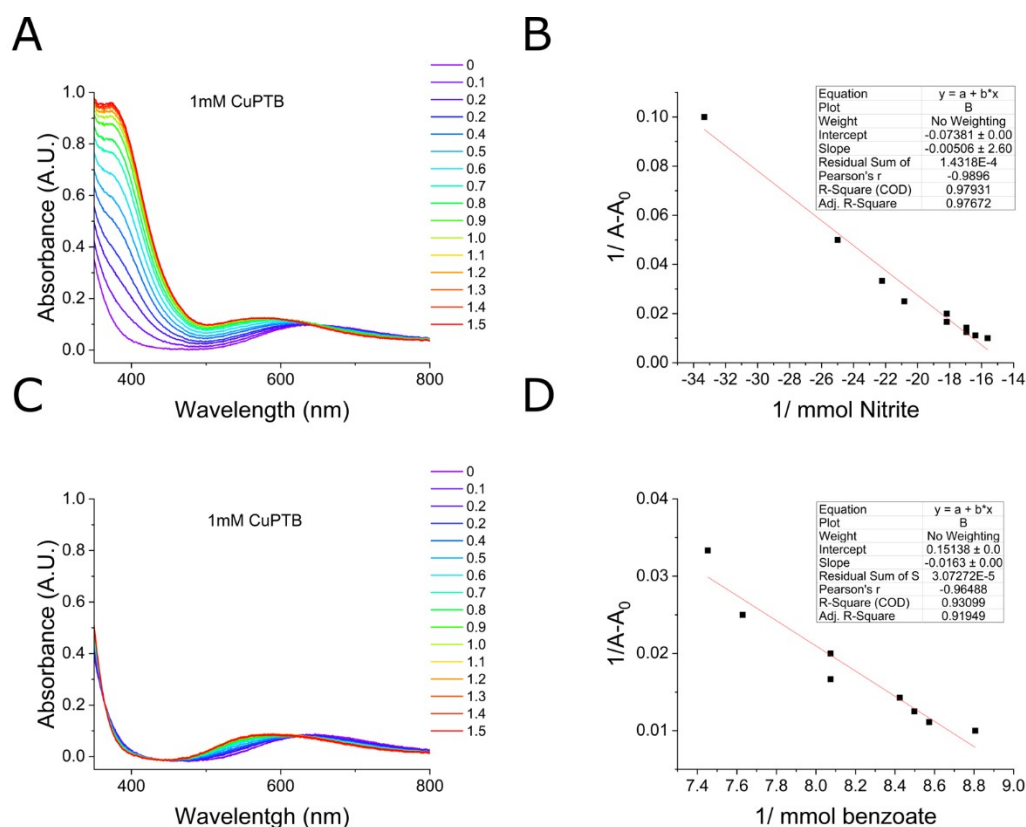 A
1mM CuPTB
Absorbance (A.U.)
1.0
0.8
0.6
0.4
0.2
0.0
400
600
800
Wavelength (nm)
0
0.1
0.2
0.2
0.4
0.5
0.6
0.7
0.8
0.9
1.0
1.1
1.2
1.3
1.4
1.5
B
Equation y = a + b*x
Plot B
Weight No Weighting
Intercept -0.07381 ± 0.00
Slope -0.00506 ± 2.60
Residual Sum of 1.4318E-4
Pearson's r -0.9896
R-Square (COD) 0.97931
Adj. R-Square 0.97672
1/ A-A0
0.10
0.08
0.06
0.04
0.02
0.00
-34 -32 -30 -28 -26 -24 -22 -20 -18 -16 -14
1/ mmol Nitrite
C
1mM CuPTB
Absorbance (A.U.)
1.0
0.8
0.6
0.4
0.2
0.0
400
600
800
Wavelentgh (nm)
0
0.1
0.2
0.2
0.4
0.5
0.6
0.7
0.8
0.9
1.0
1.1
1.2
1.3
1.4
1.5
D
Equation y = a + b*x
Plot B
Weight No Weighting
Intercept 0.15138 ± 0.0
Slope -0.0163 ± 0.00
Residual Sum of S 3.07272E-5
Pearson's r -0.96488
R-Square (COD) 0.93099
Adj. R-Square 0.91949
1/A-A0
0.04
0.03
0.02
0.01
7.4 7.6 7.8 8.0 8.2 8.4 8.6 8.8 9.0
1/ mmol benzoate